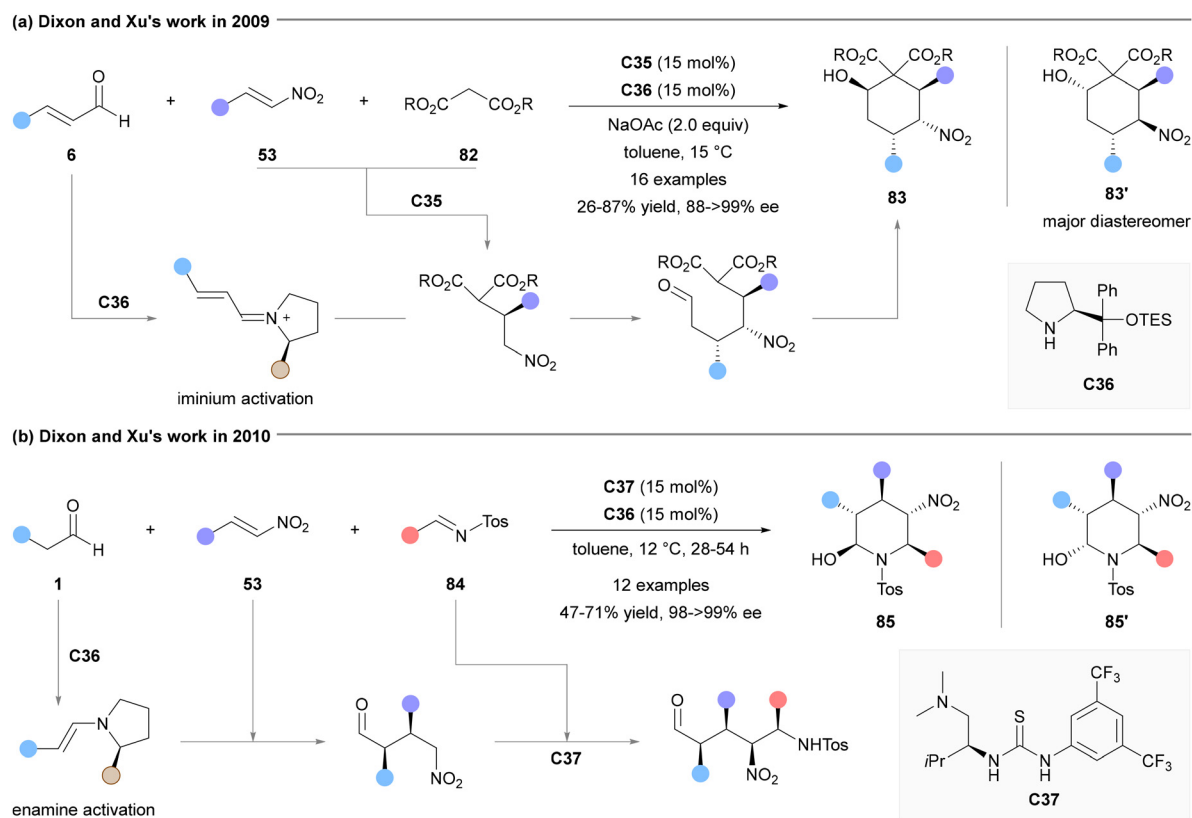 (a) Dixon and Xu's work in 2009
O
H
6
+
NO2
53
+
RO2C
CO2R
82
C35 (15 mol%)
C36 (15 mol%)
NaOAc (2.0 equiv)
toluene, 15 °C
16 examples
26-87% yield, 88->99% ee
RO2C
CO2R
HO
NO2
83
RO2C
CO2R
HO
NO2
83'
major diastereomer
C35
C36
N
+
iminium activation
RO2C
CO2R
NO2
RO2C
CO2R
O
NO2
N
H
Ph
OTES
Ph
C36
(b) Dixon and Xu's work in 2010
O
H
1
+
NO2
53
+
N
Tos
84
C37 (15 mol%)
C36 (15 mol%)
toluene, 12 °C, 28-54 h
12 examples
47-71% yield, 98->99% ee
NO2
HO
N
Tos
85
NO2
HO
N
Tos
85'
C36
N
enamine activation
O
NO2
C37
O
NHTos
NO2
N
iPr
N
H
S
N
H
CF3
CF3
C37